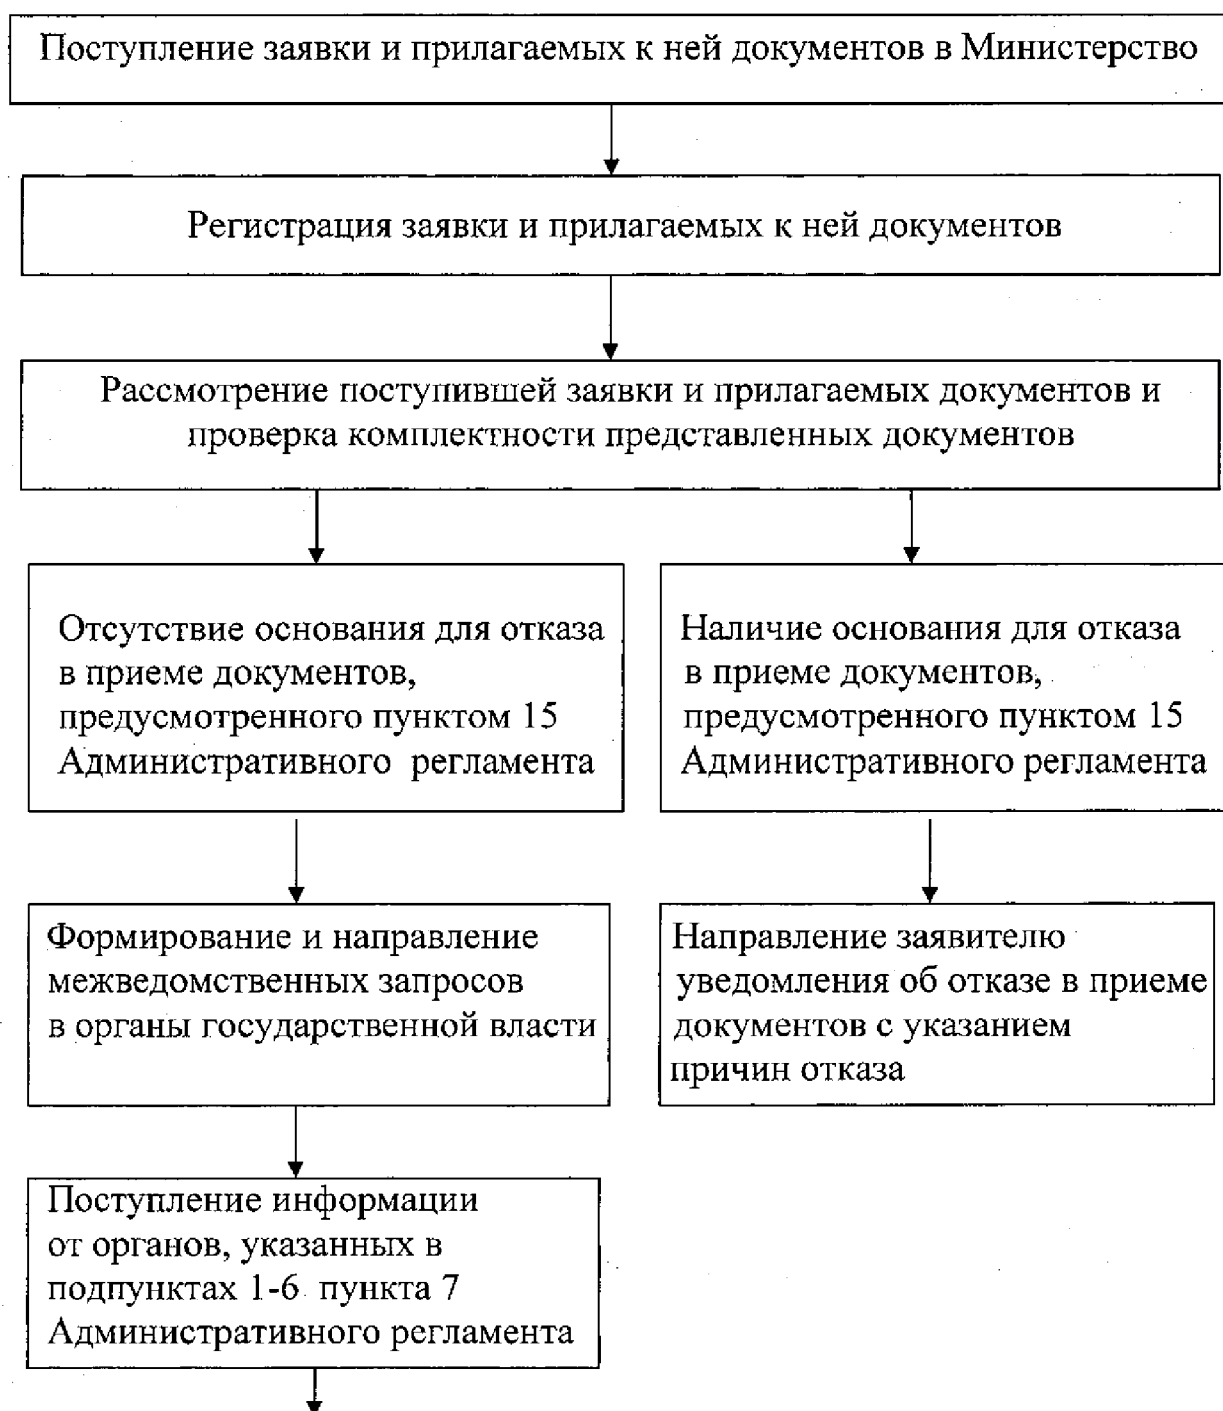 Поступление заявки и прилагаемых к ней документов в Министерство
Регистрация заявки и прилагаемых к ней документов
Рассмотрение поступившей заявки и прилагаемых документов и
проверка комплектности представленных документов
Отсутствие основания для отказа
в приеме документов,
предусмотренного пунктом 15
Административного регламента
Наличие основания для отказа
в приеме документов,
предусмотренного пунктом 15
Административного регламента
Формирование и направление
межведомственных запросов
в органы государственной власти
Направление заявителю
уведомления об отказе в приеме
документов с указанием
причин отказа
Поступление информации
от органов, указанных в
подпунктах 1-6 пункта 7
Административного регламента